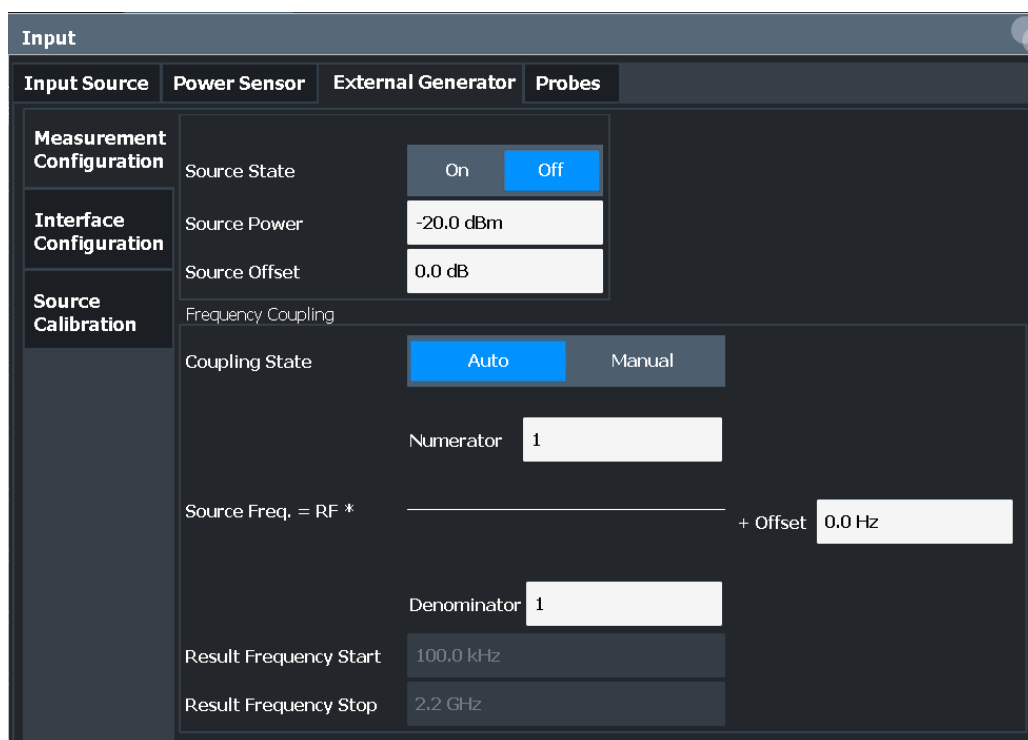 Input
Input Source Power Sensor External Generator Probes
Measurement
Configuration
Interface
Configuration
Source
Calibration
Source State On Off
Source Power -20.0 dBm
Source Offset 0.0 dB
Frequency Coupling
Coupling State Auto Manual
Numerator 1
Source Freq. = RF *
+ Offset 0.0 Hz
Denominator 1
Result Frequency Start 100.0 kHz
Result Frequency Stop 2.2 GHz